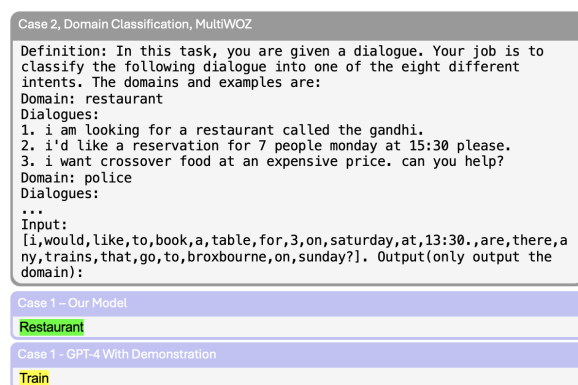 Case 2, Domain Classification, MultiWOZ
Definition: In this task, you are given a dialogue. Your job is to
classify the following dialogue into one of the eight different
intents. The domains and examples are:
Domain: restaurant
Dialogues:
1. i am looking for a restaurant called the gandhi.
2. i'd like a reservation for 7 people monday at 15:30 please.
3. i want crossover food at an expensive price. can you help?
Domain: police
Dialogues:
...
Input:
[i,would,like,to,book,a,table,for,3,on,saturday,at,13:30.,are,there,a
ny,trains,that,go,to,broxbourne,on,sunday?]. Output(only output the
domain):
Case 1 – Our Model
Restaurant
Case 1 - GPT-4 With Demonstration
Train